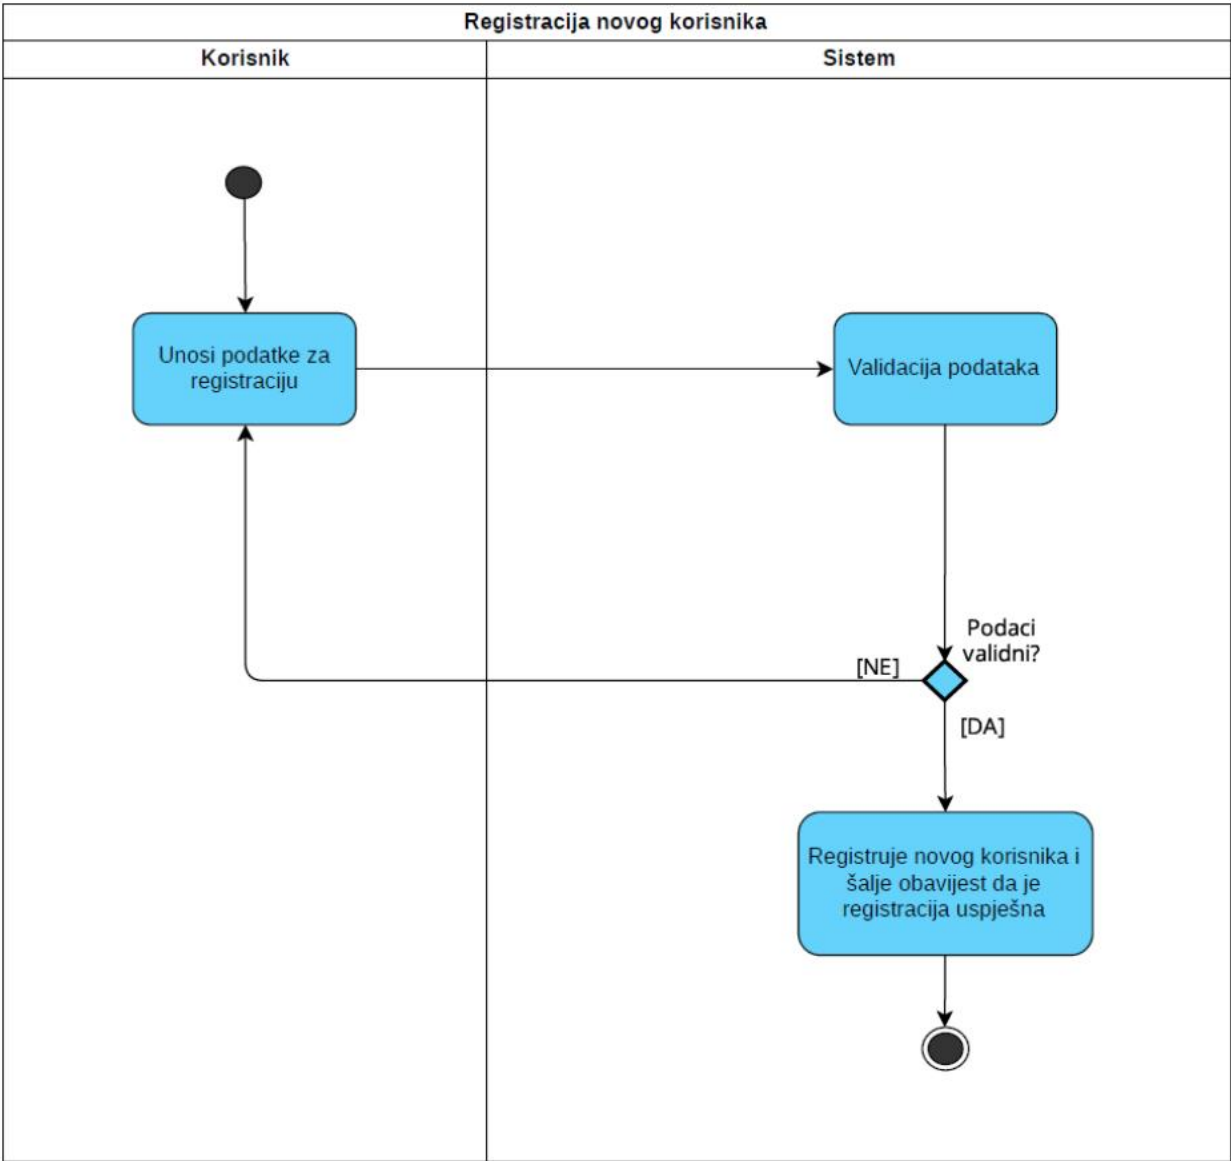 Registracija novog korisnika
Korisnik
Sistem
Unosi podatke za
registraciju
Validacija podataka
Podaci
validni?
[NE]
[DA]
Registruje novog korisnika i
šalje obavijest da je
registracija uspješna